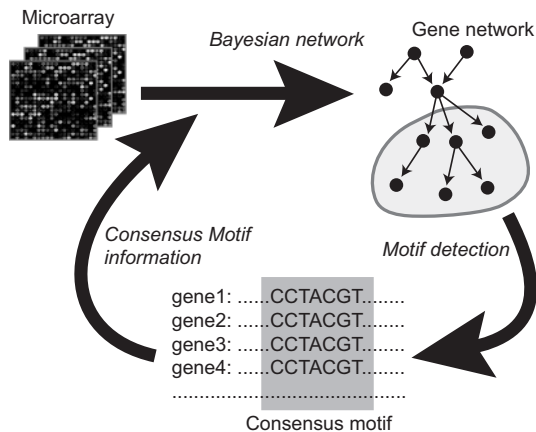 Microarray
Bayesian network
Gene network
Consensus Motif
information
Motif detection
gene1: ......CCTACGT........
gene2: ......CCTACGT........
gene3: ......CCTACGT........
gene4: ......CCTACGT........
.......................................
Consensus motif